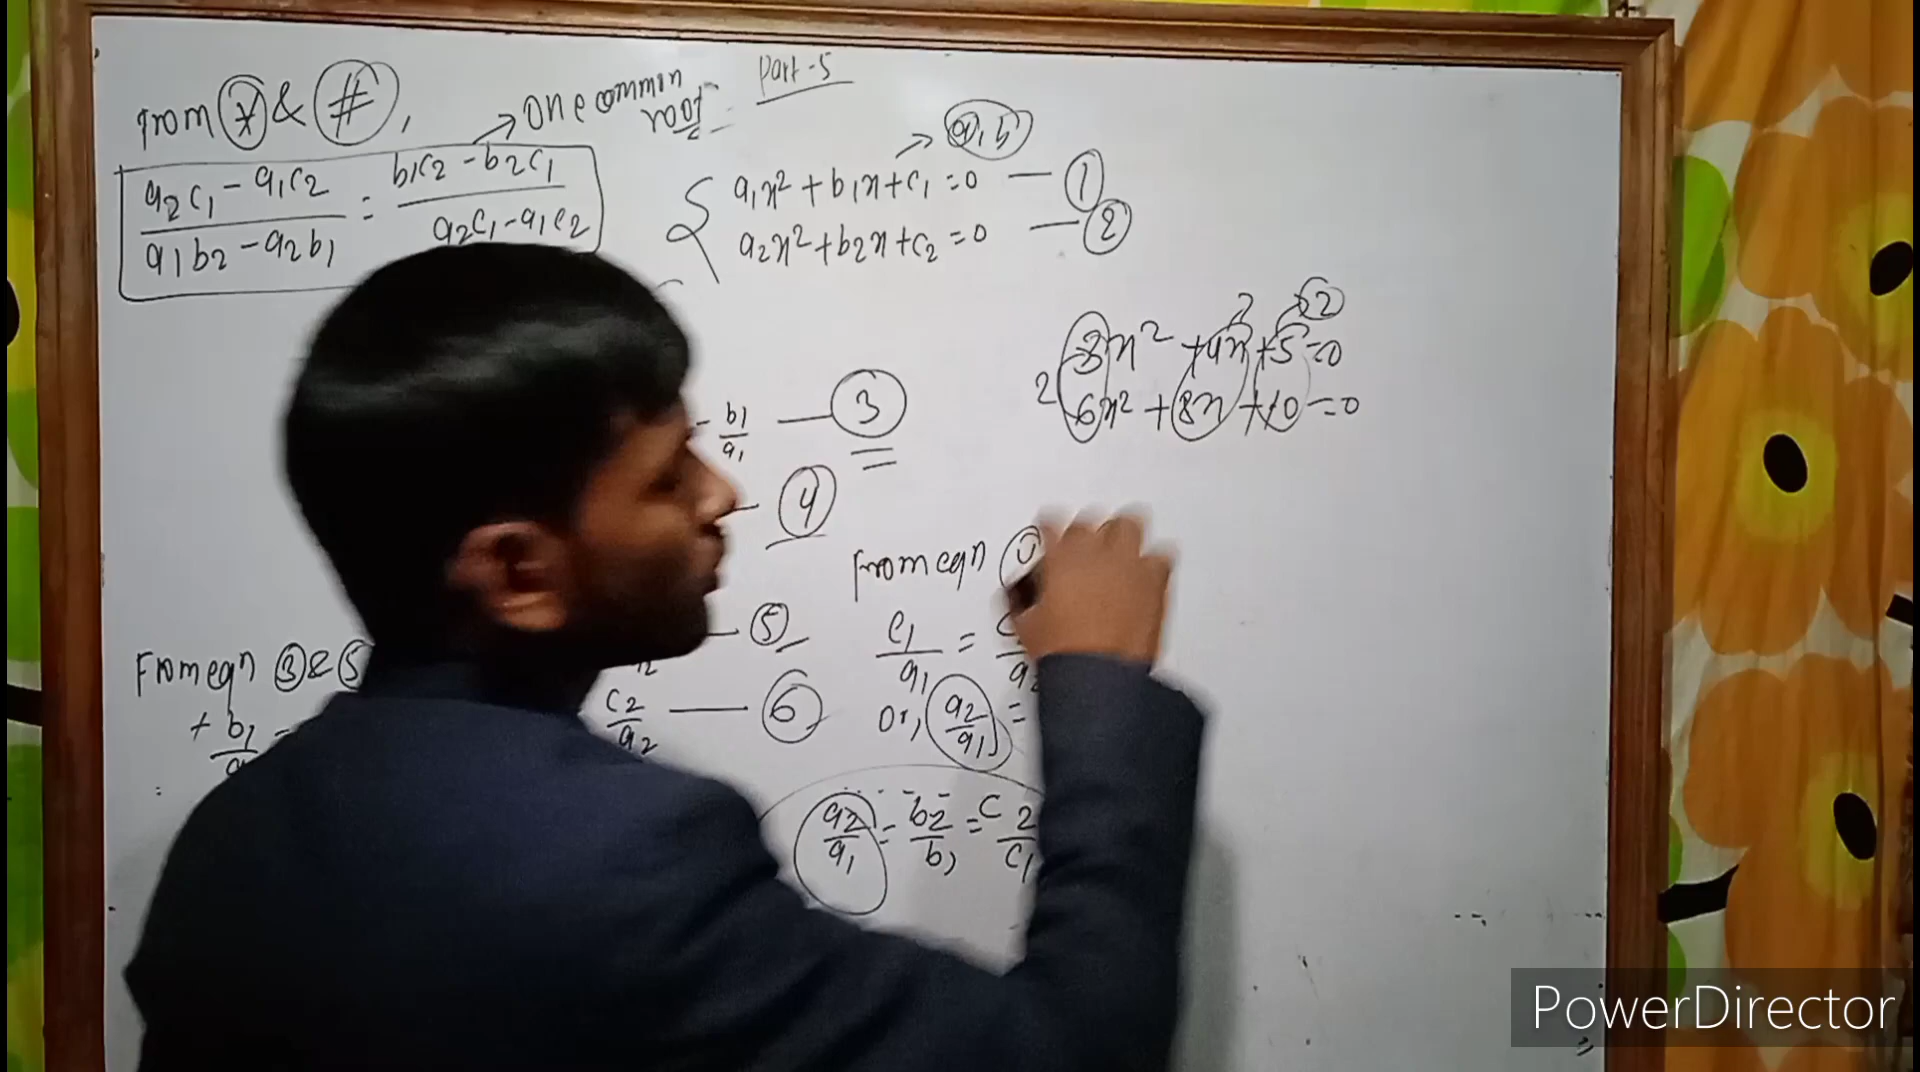 Part-5
From * & #,
→ One common root
(a2c1 - a1c2)/(a1b2 - a2b1) = (b1c2 - b2c1)/(a2c1 - a1c2)
a1x² + b1x + c1 = 0 — ①
a2x² + b2x + c2 = 0 — ②
3x² + 4x + 5 = 0
2
6x² + 8x + 10 = 0
- b1/a1 — ③
④
From eqn
c1/a1 =
⑤
From eqn ③ & ⑤
c2/a2 — ⑥
or, a2/a1 =
+ b1
a2/a1 = b2/b1 = c2/c1
PowerDirector